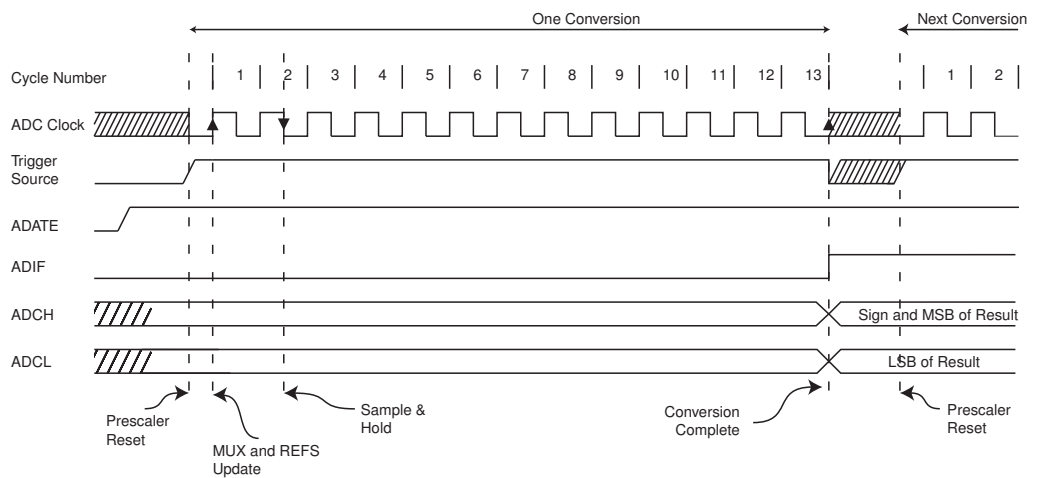 One Conversion
Next Conversion
Cycle Number
1 2 3 4 5 6 7 8 9 10 11 12 13 1 2
ADC Clock
Trigger
Source
ADATE
ADIF
ADCH
Sign and MSB of Result
ADCL
LSB of Result
Prescaler
Reset
MUX and REFS
Update
Sample &
Hold
Conversion
Complete
Prescaler
Reset